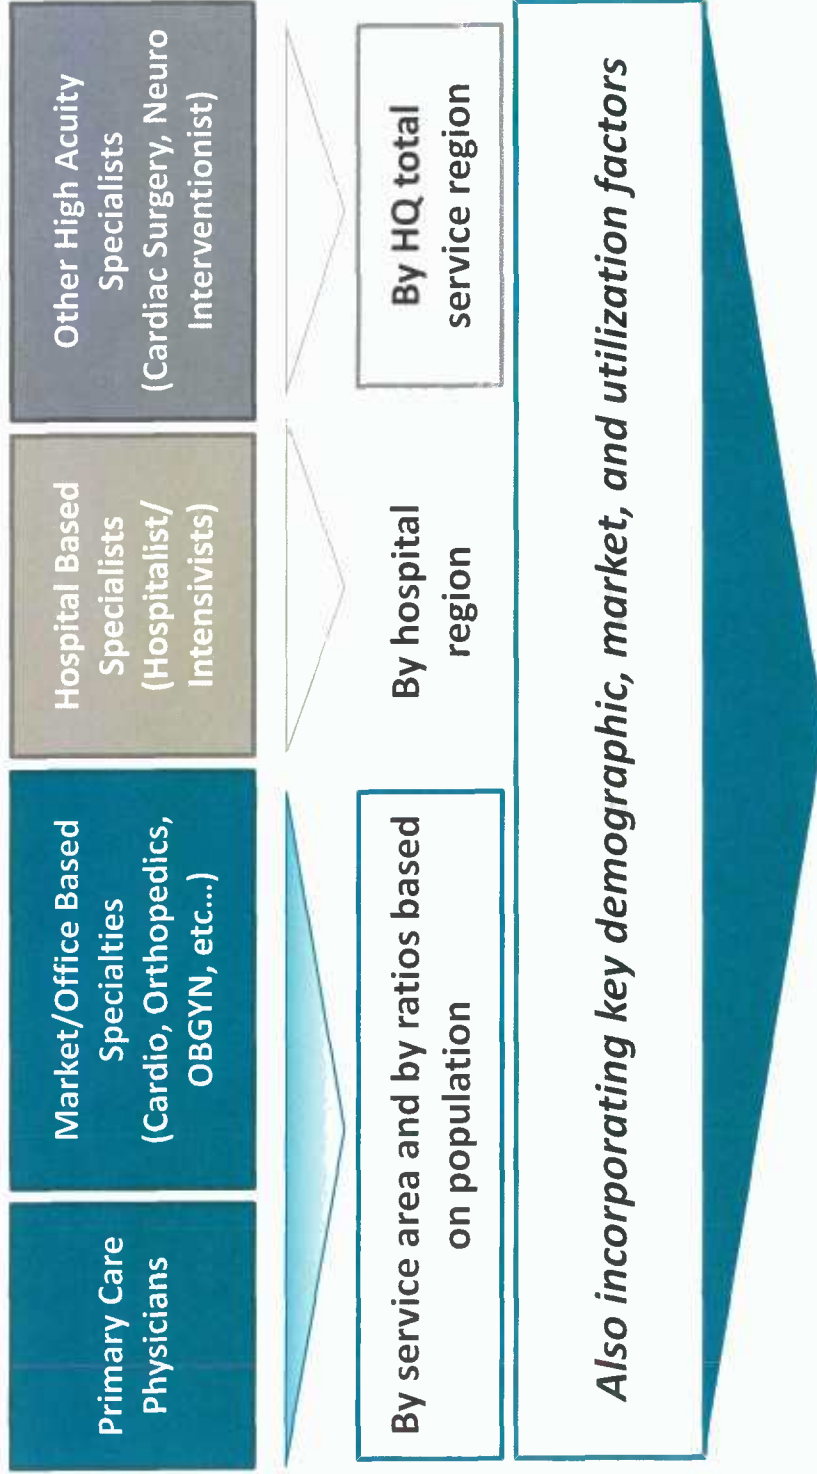 Primary Care
Physicians
Market/Office Based
Specialties
(Cardio, Orthopedics,
OBGYN, etc...)
Hospital Based
Specialists
(Hospitalist/
Intensivists)
Other High Acuity
Specialists
(Cardiac Surgery, Neuro
Interventionist)
By service area and by ratios based
on population
By hospital
region
By HQ total
service region
Also incorporating key demographic, market, and utilization factors